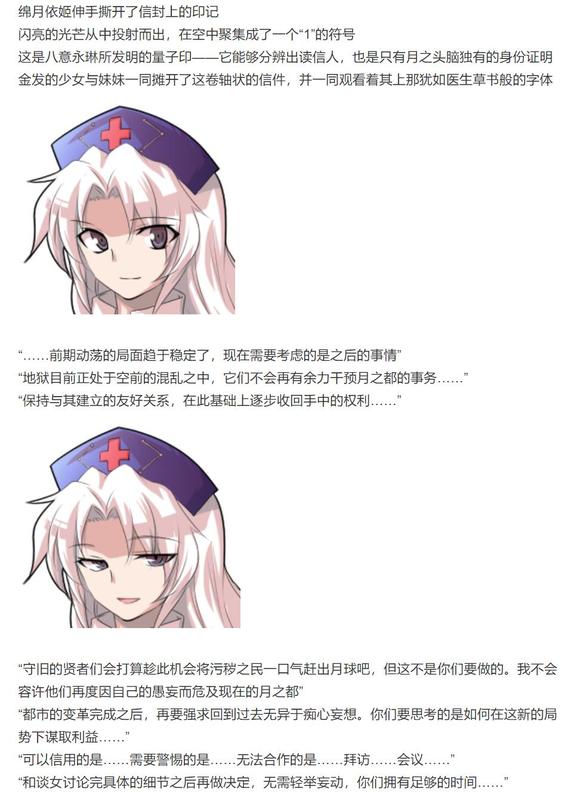 绵月依姬伸手撕开了信封上的印记
闪亮的光芒从中投射而出，在空中聚集成了一个“1”的符号
这是八意永琳所发明的量子印——它能够分辨出读信人，也是只有月之头脑独有的身份证明
金发的少女与妹妹一同摊开了这卷轴状的信件，并一同观看着其上那犹如医生草书般的字体
“……前期动荡的局面趋于稳定了，现在需要考虑的是之后的事情”
“地狱目前正处于空前的混乱之中，它们不会再有余力干预月之都的事务……”
“保持与其建立的友好关系，在此基础上逐步收回手中的权利……”
“守旧的贤者们会打算趁此机会将污秽之民一口气赶出月球吧，但这不是你们要做的。我不会
容许他们再度因自己的愚妄而危及现在的月之都”
“都市的变革完成之后，再要强求回到过去无异于痴心妄想。你们要思考的是如何在这新的局
势下谋取利益……”
“可以信用的是……需要警惕的是……无法合作的是……拜访……会议……”
“和谈女讨论完具体的细节之后再做决定，无需轻举妄动，你们拥有足够的时间……”